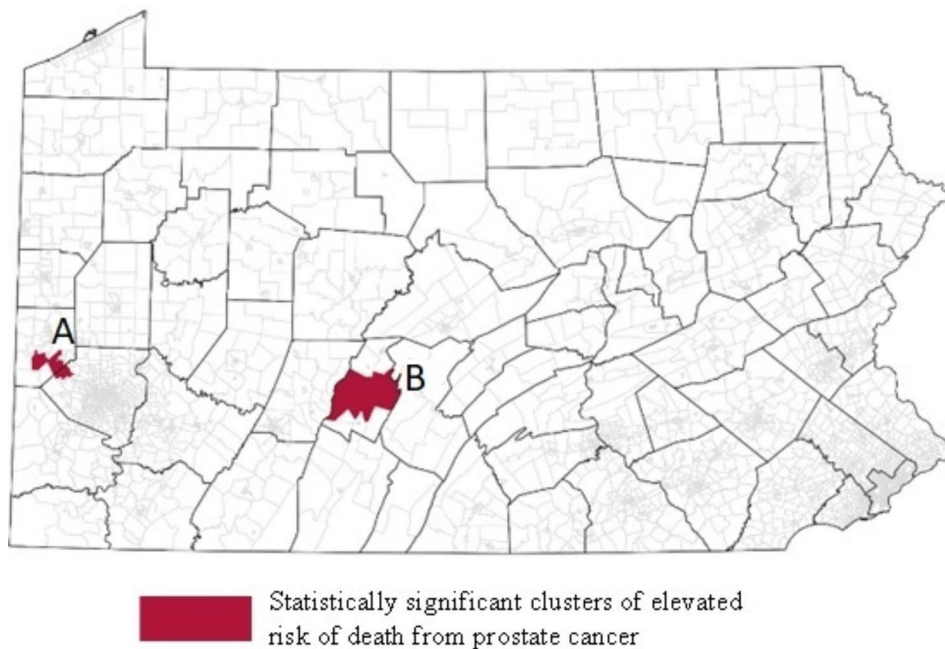 A
B
Statistically significant clusters of elevated
risk of death from prostate cancer